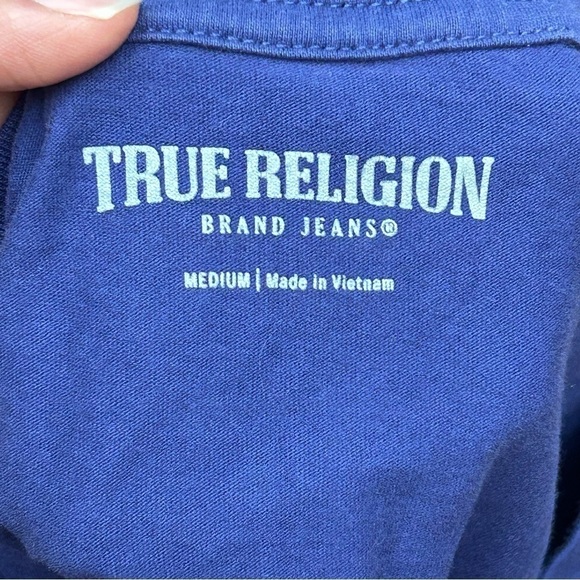 TRUE RELIGION
BRAND JEANS®
MEDIUM | Made in Vietnam